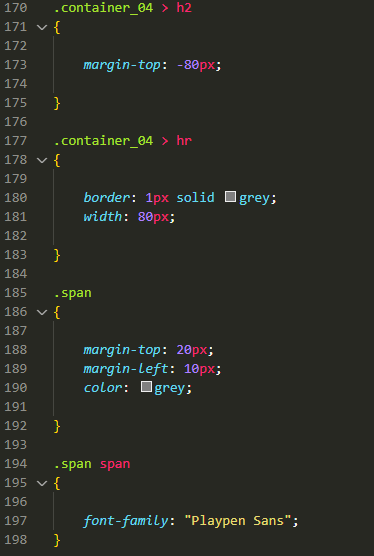 170 .container_04 > h2
171 {
172
173 margin-top: -80px;
174
175 }
176
177 .container_04 > hr
178 {
179
180 border: 1px solid grey;
181 width: 80px;
182
183 }
184
185 .span
186 {
187
188 margin-top: 20px;
189 margin-left: 10px;
190 color: grey;
191
192 }
193
194 .span span
195 {
196
197 font-family: "Playpen Sans";
198 }